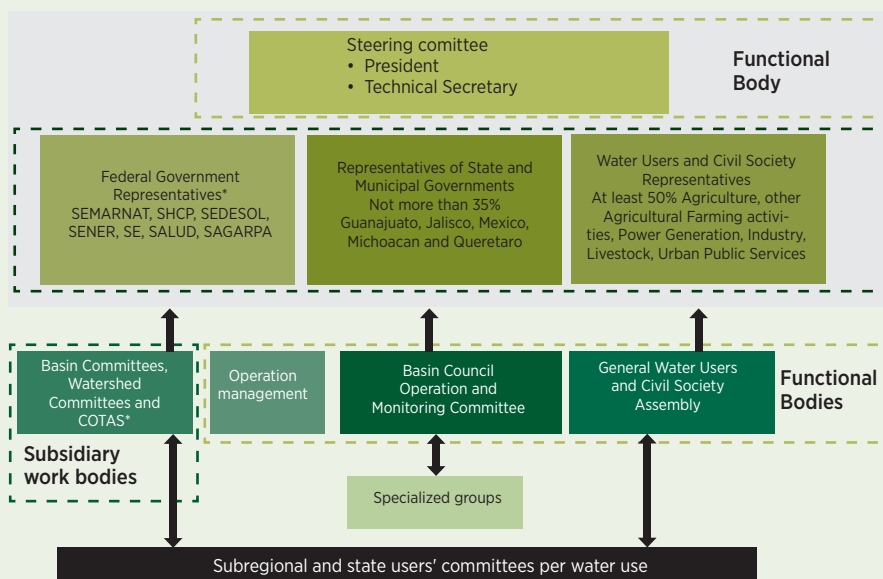 Steering comittee
• President
• Technical Secretary
Functional
Body
Federal Government
Representatives*
SEMARNAT, SHCP, SEDESOL,
SENER, SE, SALUD, SAGARPA
Representatives of State and
Municipal Governments
Not more than 35%
Guanajuato, Jalisco, Mexico,
Michoacan and Queretaro
Water Users and Civil Society
Representatives
At least 50% Agriculture, other
Agricultural Farming activi-
ties, Power Generation, Industry,
Livestock, Urban Public Services
Basin Committees,
Watershed
Committees and
COTAS*
Operation
management
Basin Council
Operation and
Monitoring Committee
General Water Users
and Civil Society
Assembly
Functional
Bodies
Subsidiary
work bodies
Specialized groups
Subregional and state users' committees per water use